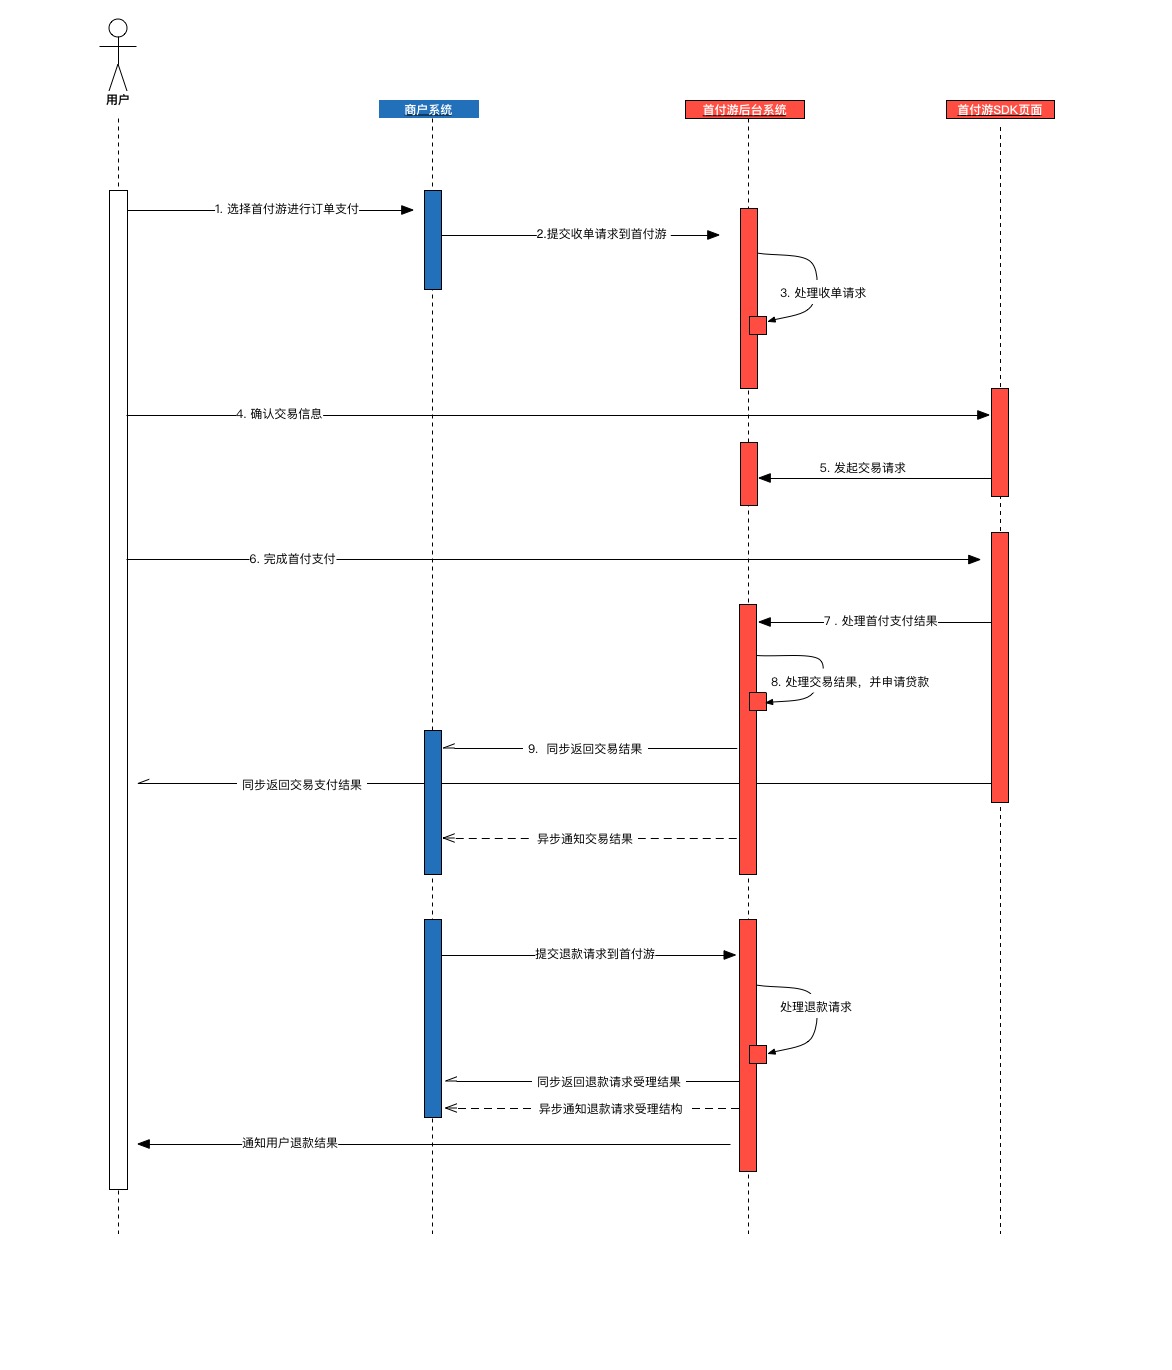 用户
商户系统
首付游后台系统
首付游SDK页面
1. 选择首付游进行订单支付
2.提交收单请求到首付游
3. 处理收单请求
4. 确认交易信息
5. 发起交易请求
6. 完成首付支付
7 . 处理首付支付结果
8. 处理交易结果，并申请贷款
9. 同步返回交易结果
同步返回交易支付结果
异步通知交易结果
提交退款请求到首付游
处理退款请求
同步返回退款请求受理结果
异步通知退款请求受理结构
通知用户退款结果